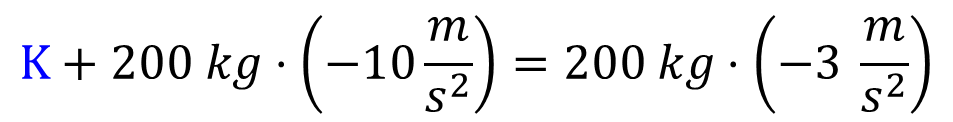 K + 200 kg · (−10 m/s²) = 200 kg · (−3 m/s²)